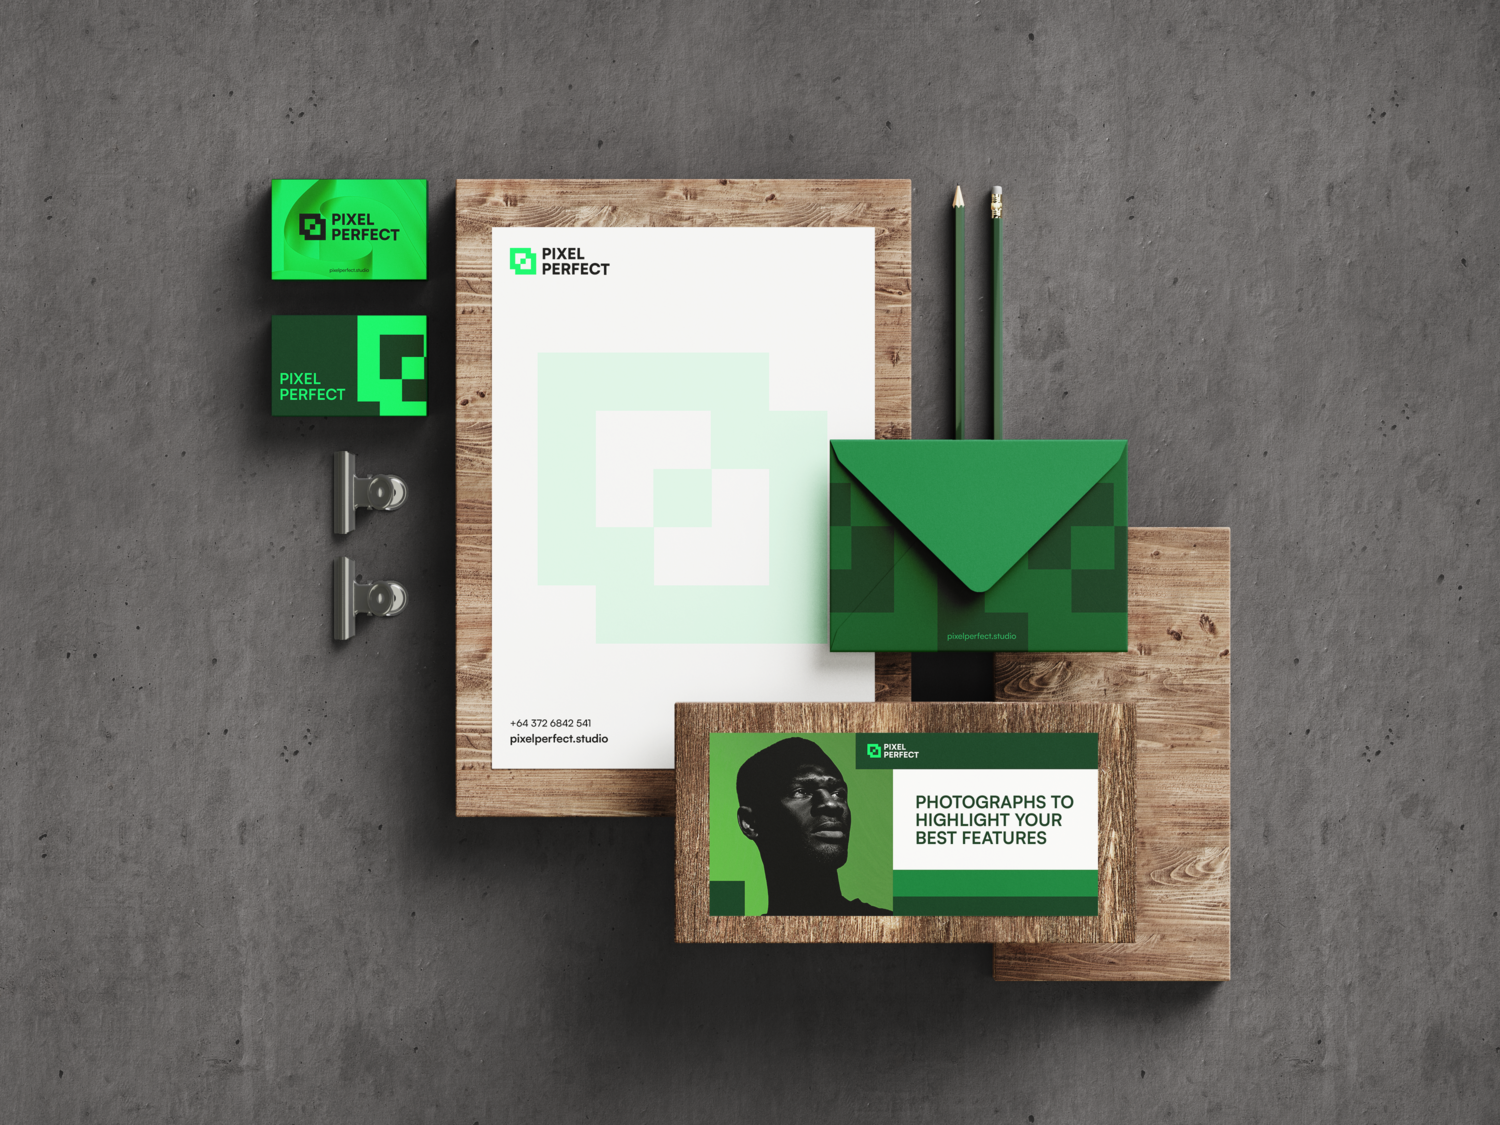 PIXEL
PERFECT
pixelperfect.studio
PIXEL
PERFECT
PIXEL
PERFECT
+64 372 6842 541
pixelperfect.studio
pixelperfect.studio
PIXEL
PERFECT
PHOTOGRAPHS TO
HIGHLIGHT YOUR
BEST FEATURES